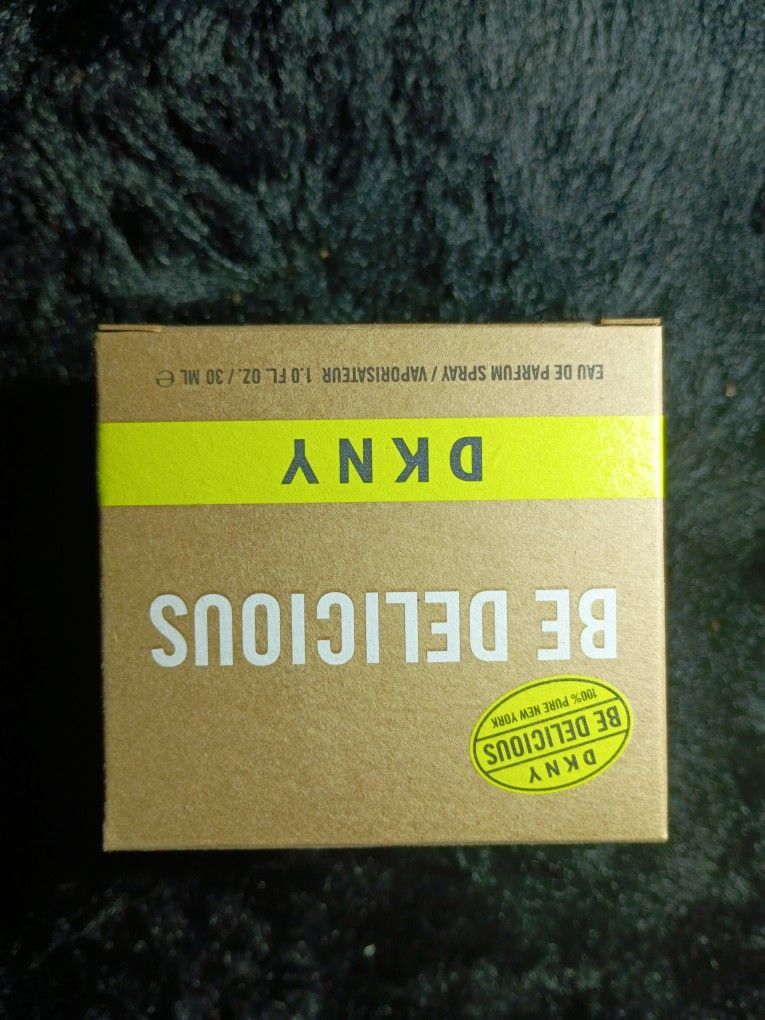 DKNY
BE DELICIOUS
100% PURE NEW YORK
BE DELICIOUS
DKNY
EAU DE PARFUM SPRAY / VAPORISATEUR 1.0 FL. OZ. / 30 ML ℮